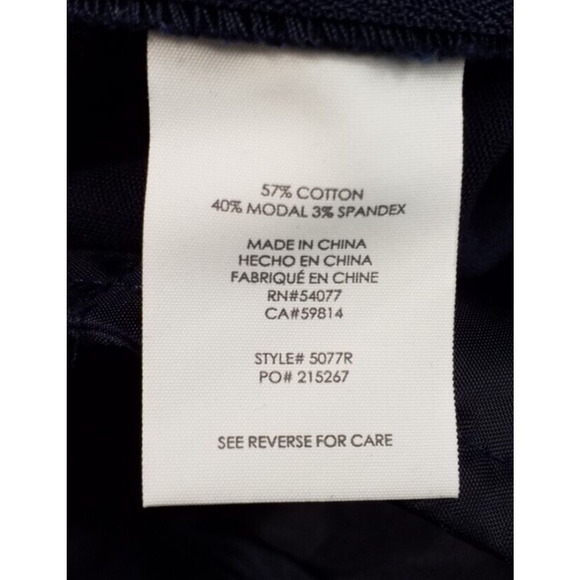 57% COTTON
40% MODAL 3% SPANDEX
MADE IN CHINA
HECHO EN CHINA
FABRIQUÉ EN CHINE
RN#54077
CA#59814
STYLE# 5077R
PO# 215267
SEE REVERSE FOR CARE